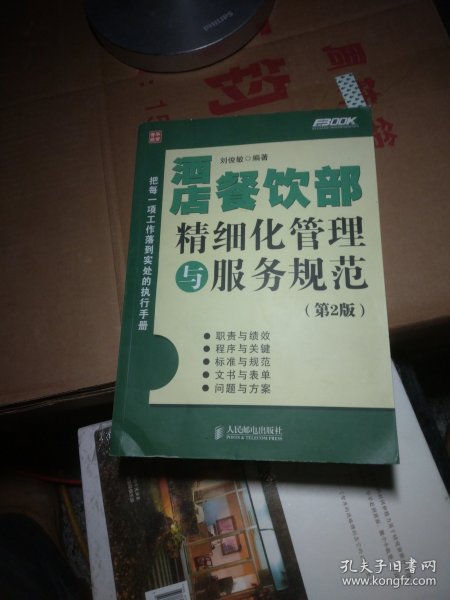 PHILIPS
FEBOOK
刘俊敏◎编著
酒店餐饮部
精细化管理
与服务规范
(第2版)
把每一项工作落到实处的执行手册
●职责与绩效
●程序与关键
●标准与规范
●文书与表单
●问题与方案
人民邮电出版社
POSTS & TELECOM PRESS
孔夫子旧书网
www.kongfz.com